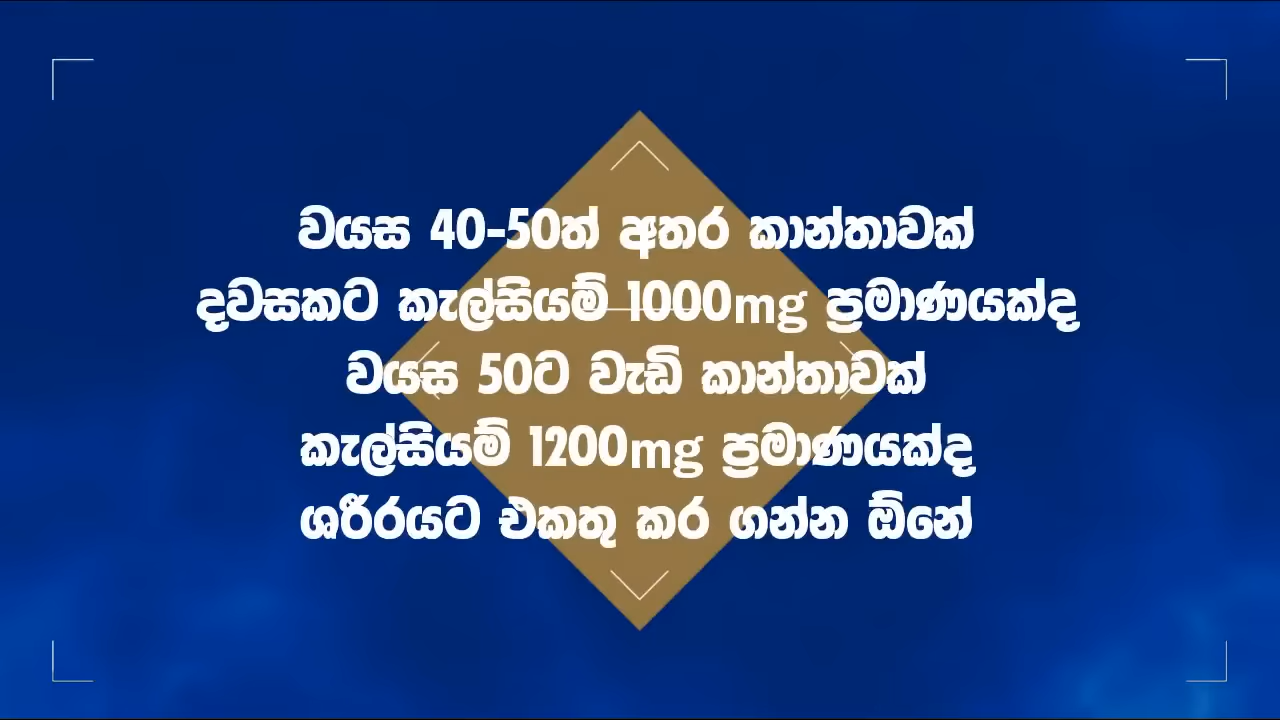 වයස 40-50ත් අතර කාන්තාවක්
දවසකට කැල්සියම් 1000mg ප්‍රමාණයක්ද
වයස 50ට වැඩි කාන්තාවක්
කැල්සියම් 1200mg ප්‍රමාණයක්ද
ශරීරයට එකතු කර ගන්න ඕනේ